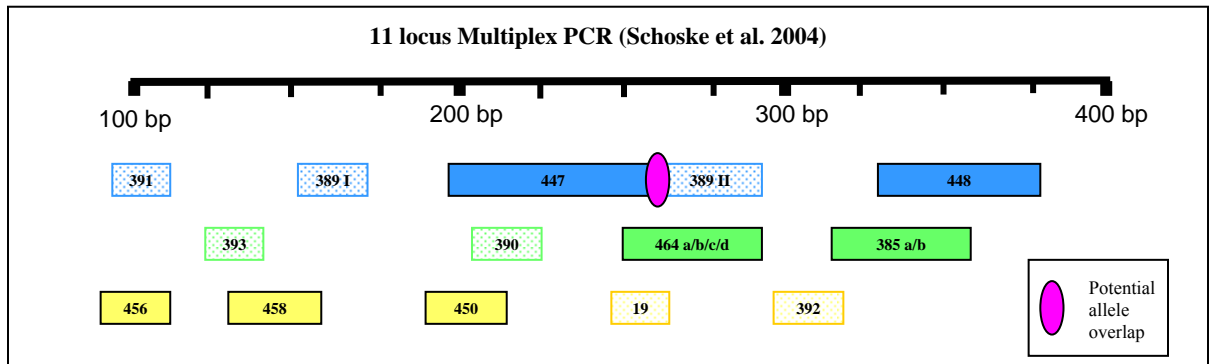 11 locus Multiplex PCR (Schoske et al. 2004)
100 bp 200 bp 300 bp 400 bp
391 389 I 447 389 II 448
393 390 464 a/b/c/d 385 a/b
456 458 450 19 392
Potential
allele
overlap